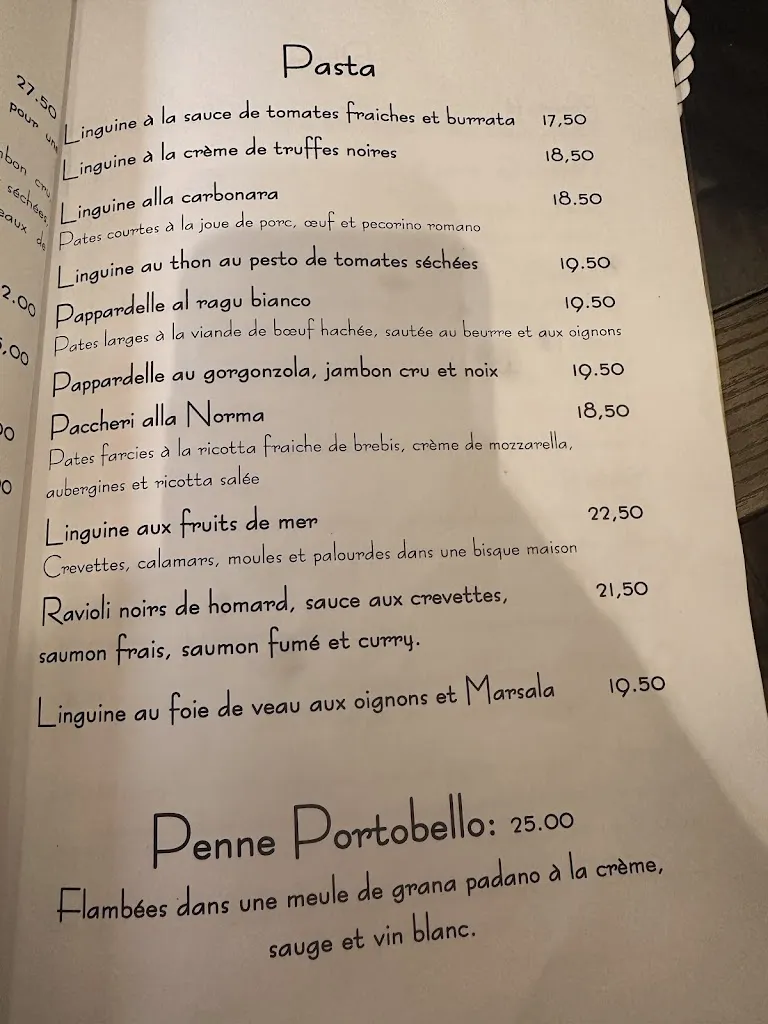 27.50
pour un
séchées,
Pasta
Linguine à la sauce de tomates fraiches et burrata 17,50
Linguine à la crème de truffes noires 18,50
Linguine alla carbonara 18.50
Pates courtes à la joue de porc, œuf et pecorino romano
Linguine au thon au pesto de tomates séchées 19.50
Pappardelle al ragu bianco 19.50
Pates larges à la viande de bœuf hachée, sautée au beurre et aux oignons
Pappardelle au gorgonzola, jambon cru et noix 19.50
Paccheri alla Norma 18,50
Pates farcies à la ricotta fraiche de brebis, crème de mozzarella,
aubergines et ricotta salée
Linguine aux fruits de mer 22,50
Crevettes, calamars, moules et palourdes dans une bisque maison
Ravioli noirs de homard, sauce aux crevettes, 21,50
saumon frais, saumon fumé et curry.
Linguine au foie de veau aux oignons et Marsala 19.50
Penne Portobello: 25.00
Flambées dans une meule de grana padano à la crème,
sauge et vin blanc.